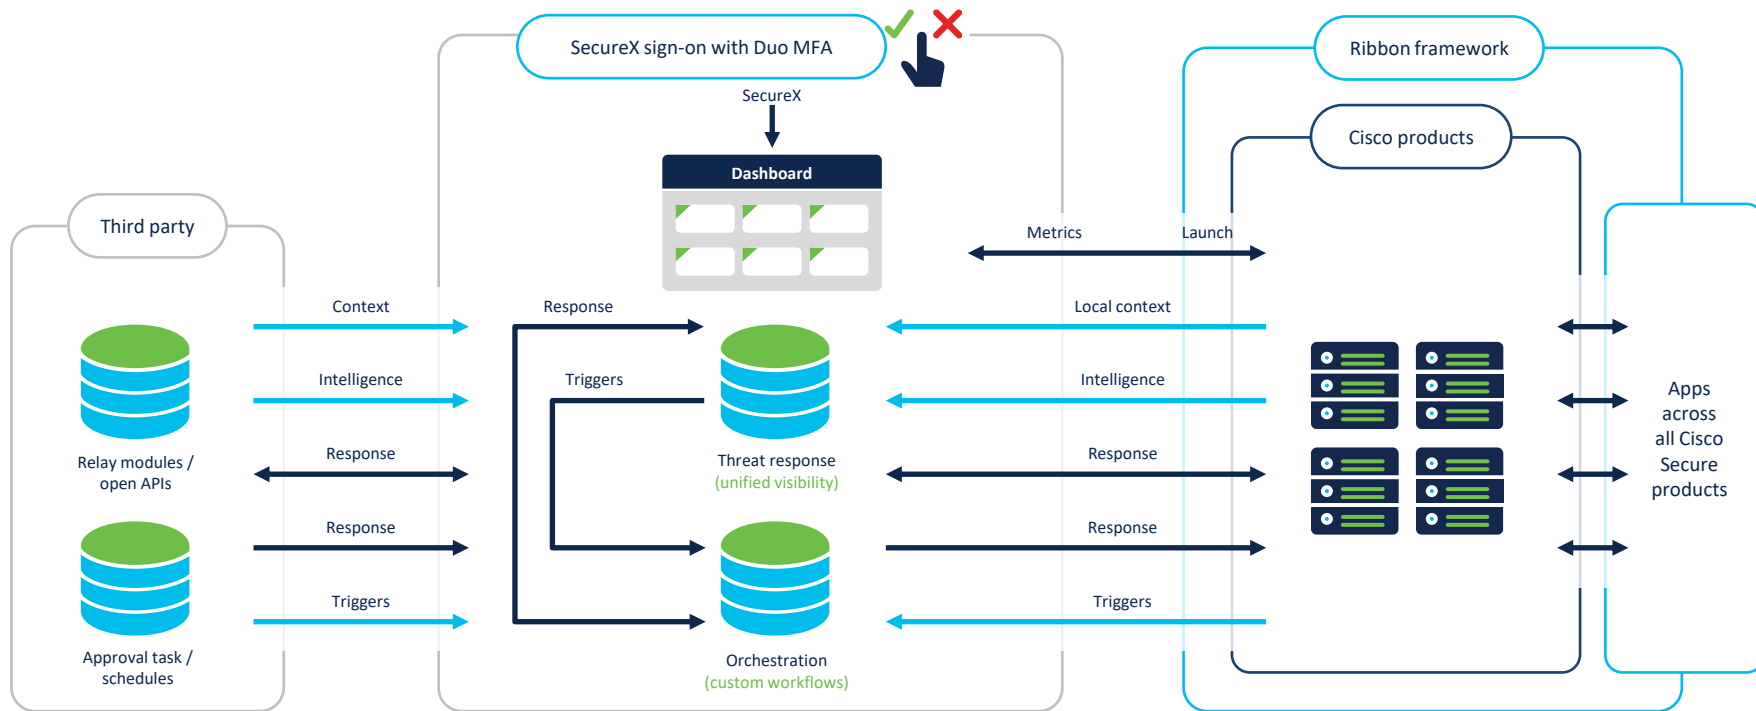 SecureX sign-on with Duo MFA
SecureX
Dashboard
Ribbon framework
Cisco products
Third party
Metrics
Launch
Context
Response
Local context
Intelligence
Triggers
Intelligence
Relay modules /
open APIs
Response
Threat response
(unified visibility)
Response
Apps
across
all Cisco
Secure
products
Response
Response
Triggers
Triggers
Approval task /
schedules
Orchestration
(custom workflows)